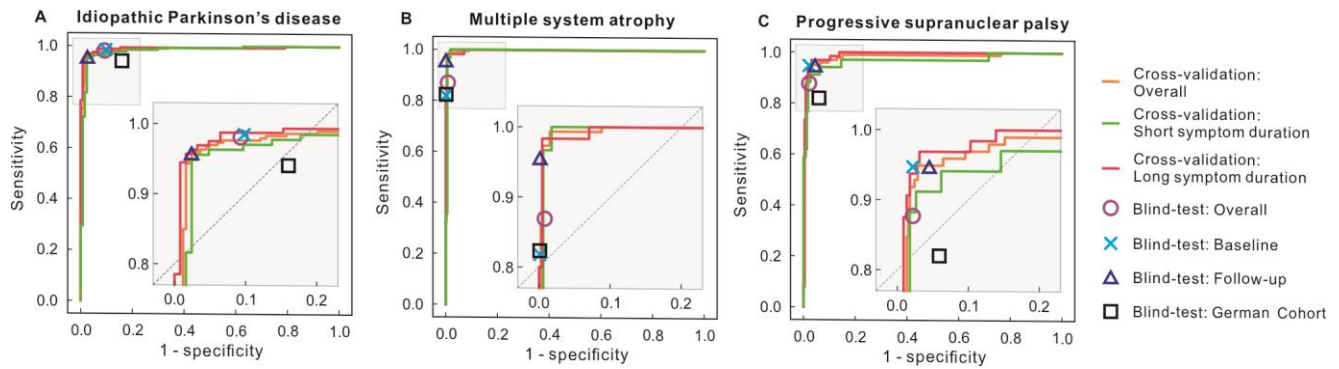 A Idiopathic Parkinson's disease
1.0
0.8
0.6
0.4
0.2
0.0
Sensitivity
1.0
0.9
0.8
0.0 0.1 0.2
0.0 0.2 0.4 0.6 0.8 1.0
1 - specificity
B Multiple system atrophy
1.0
0.8
0.6
0.4
0.2
0.0
Sensitivity
1.0
0.9
0.8
0.0 0.1 0.2
0.0 0.2 0.4 0.6 0.8 1.0
1 - specificity
C Progressive supranuclear palsy
1.0
0.8
0.6
0.4
0.2
0.0
Sensitivity
1.0
0.9
0.8
0.0 0.1 0.2
0.0 0.2 0.4 0.6 0.8 1.0
1 - specificity
Cross-validation:
Overall
Cross-validation:
Short symptom duration
Cross-validation:
Long symptom duration
Blind-test: Overall
Blind-test: Baseline
Blind-test: Follow-up
Blind-test: German Cohort